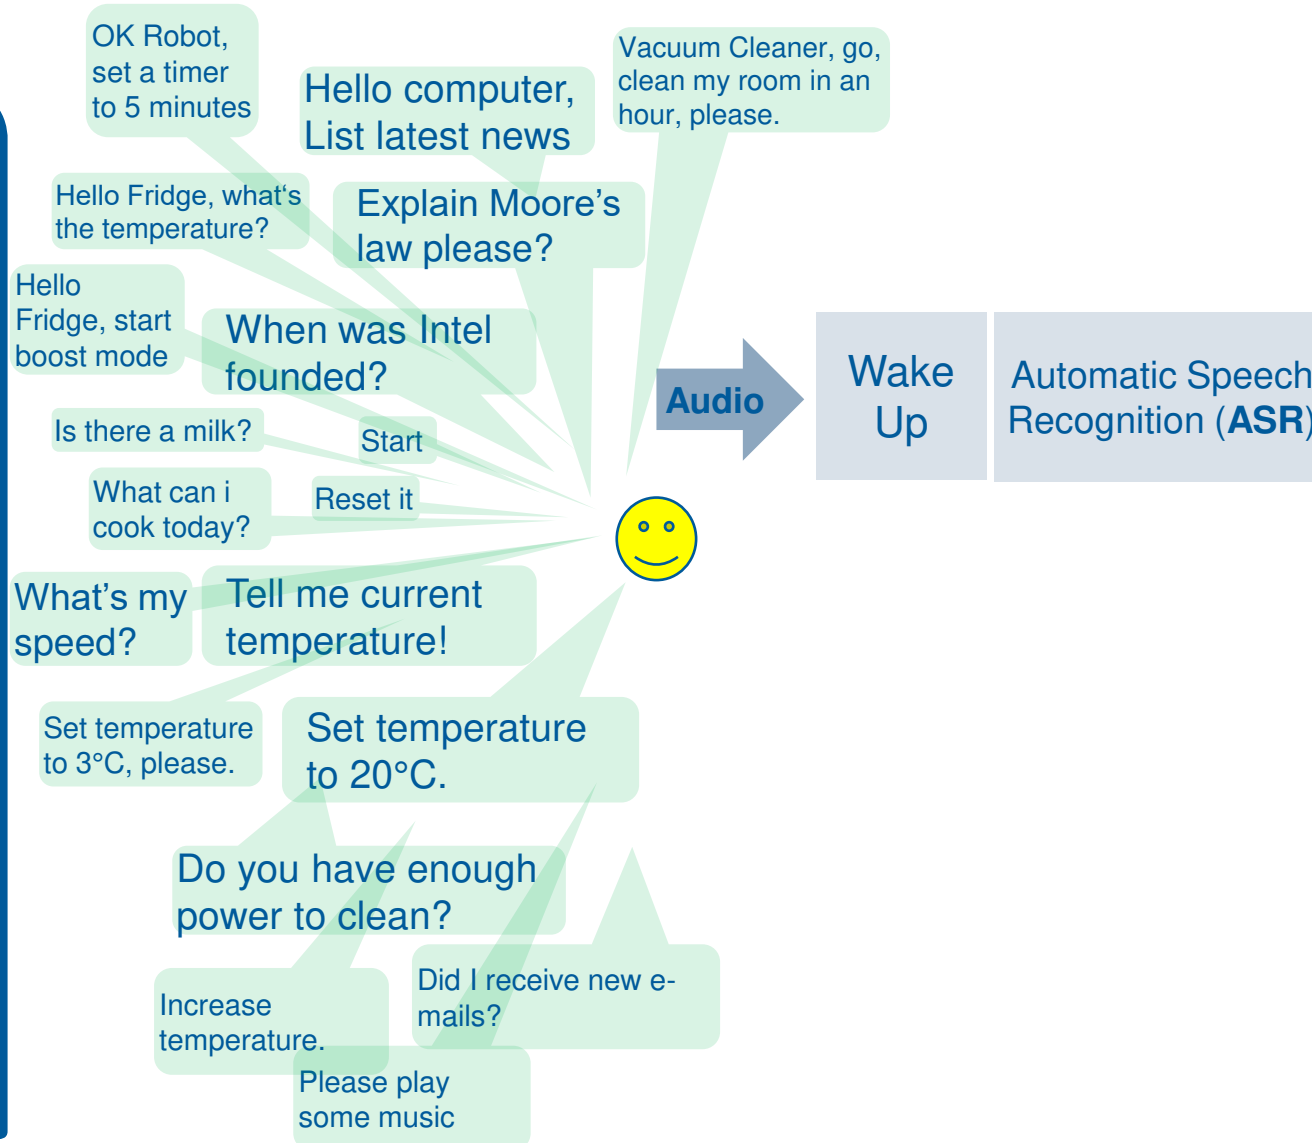 OK Robot,
set a timer
to 5 minutes
Hello computer,
List latest news
Vacuum Cleaner, go,
clean my room in an
hour, please.
Hello Fridge, what‘s
the temperature?
Explain Moore’s
law please?
Hello
Fridge, start
boost mode
When was Intel
founded?
Is there a milk?
Start
What can i
cook today?
Reset it
What’s my
speed?
Tell me current
temperature!
Set temperature
to 3°C, please.
Set temperature
to 20°C.
Do you have enough
power to clean?
Increase
temperature.
Did I receive new e-
mails?
Please play
some music
Audio
Wake
Up
Automatic Speech
Recognition (ASR)